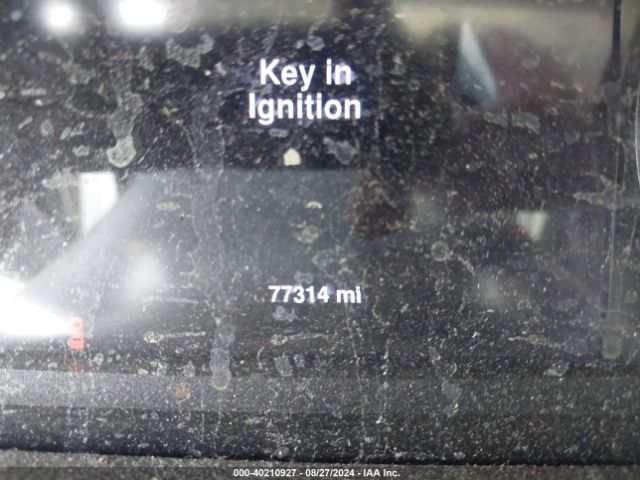 Key in
Ignition
77314 mi
000-40210927 - 08/27/2024 - IAA Inc.